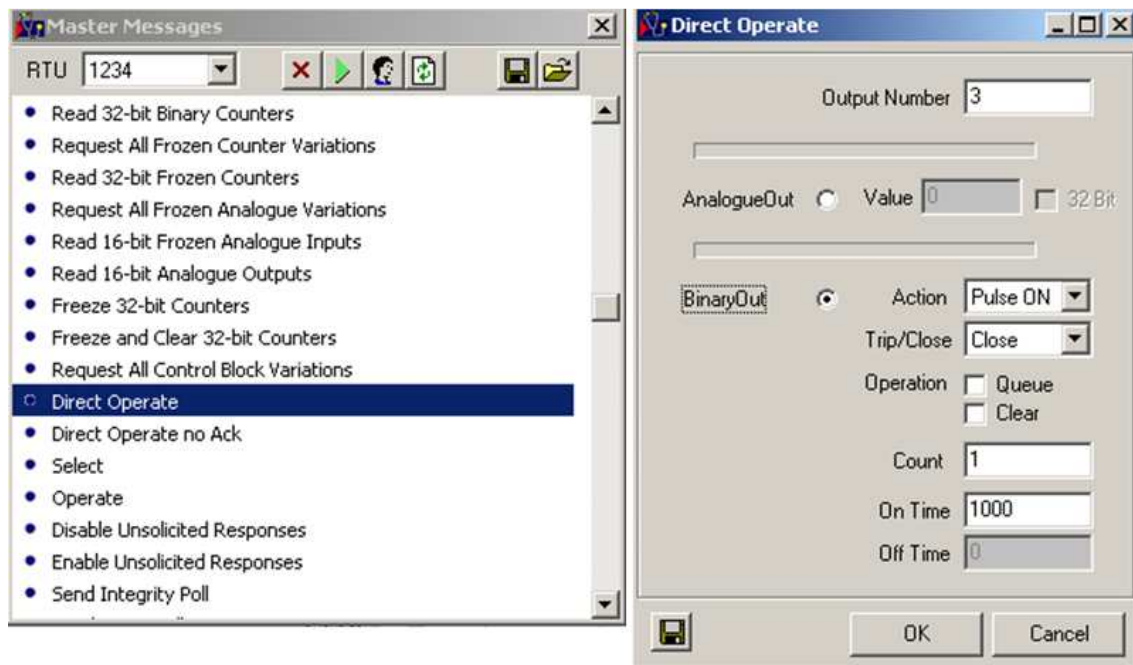 Master Messages
RTU 1234
Read 32-bit Binary Counters
Request All Frozen Counter Variations
Read 32-bit Frozen Counters
Request All Frozen Analogue Variations
Read 16-bit Frozen Analogue Inputs
Read 16-bit Analogue Outputs
Freeze 32-bit Counters
Freeze and Clear 32-bit Counters
Request All Control Block Variations
Direct Operate
Direct Operate no Ack
Select
Operate
Disable Unsolicited Responses
Enable Unsolicited Responses
Send Integrity Poll
Direct Operate
Output Number 3
AnalogueOut Value 0 32 Bit
BinaryOut Action Pulse ON
Trip/Close Close
Operation Queue
Clear
Count 1
On Time 1000
Off Time 0
OK Cancel